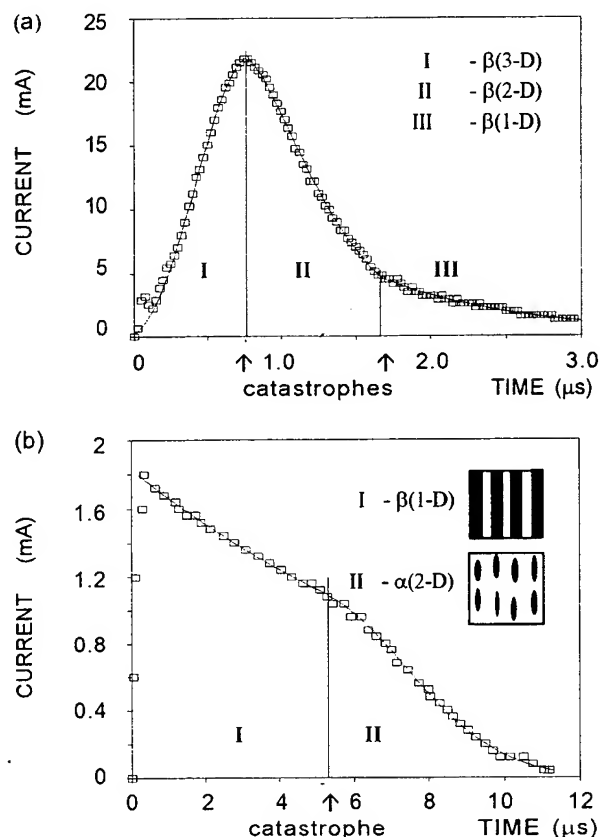 (a)
25
20
15
10
5
0
CURRENT (mA)
I - β(3-D)
II - β(2-D)
III - β(1-D)
I
II
III
0
↑
1.0
↑
2.0
3.0
catastrophes
TIME (μs)
(b)
2
1.6
1.2
0.8
0.4
0
CURRENT (mA)
I - β(1-D)
II - α(2-D)
I
II
0
2
4
↑
6
8
10
12
catastrophe
TIME (μs)